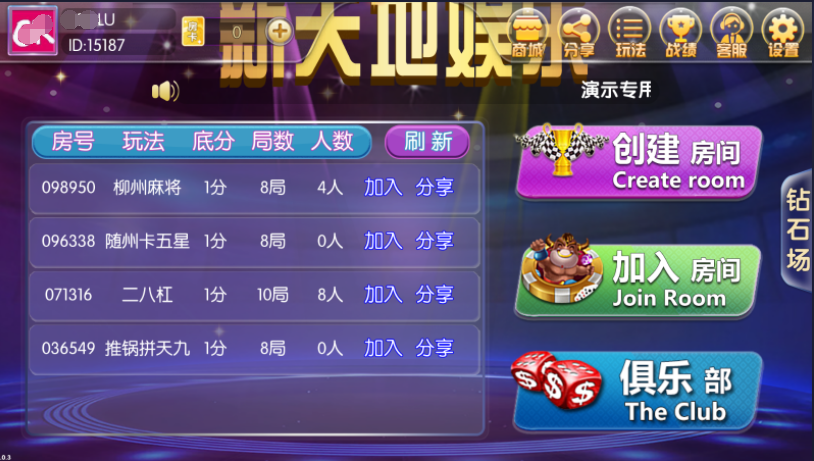 LU
ID:15187
房卡
0
新天地娱乐
商城 分享 玩法 战绩 客服 设置
演示专用
房号 玩法 底分 局数 人数 刷新
098950 柳州麻将 1分 8局 4人 加入 分享
096338 随州卡五星 1分 8局 0人 加入 分享
071316 二八杠 1分 10局 8人 加入 分享
036549 推锅拼天九 1分 8局 0人 加入 分享
创建 房间
Create room
加入 房间
Join Room
俱乐 部
The Club
钻石场
.0.3